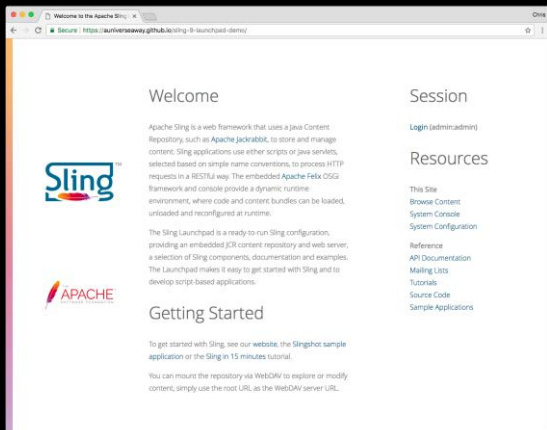 Welcome to the Apache Sling
Chris
Secure
https://auniverseaway.github.io/sling-9-launchpad-demo/
Sling
TM
APACHE
Welcome
Apache Sling is a web framework that uses a Java Content
Repository, such as Apache Jackrabbit, to store and manage
content. Sling applications use either scripts or Java servlets,
selected based on simple name conventions, to process HTTP
requests in a RESTful way. The embedded Apache Felix OSGi
framework and console provide a dynamic runtime
environment, where code and content bundles can be loaded,
unloaded and reconfigured at runtime.
The Sling Launchpad is a ready-to-run Sling configuration,
providing an embedded JCR content repository and web server,
a selection of Sling components, documentation and examples.
The Launchpad makes it easy to get started with Sling and to
develop script-based applications.
Getting Started
To get started with Sling, see our website, the Slingshot sample
application or the Sling in 15 minutes tutorial.
You can mount the repository via WebDAV to explore or modify
content, simply use the root URL as the WebDAV server URL.
Session
Login (admin:admin)
Resources
This Site
Browse Content
System Console
System Configuration
Reference
API Documentation
Mailing Lists
Tutorials
Source Code
Sample Applications